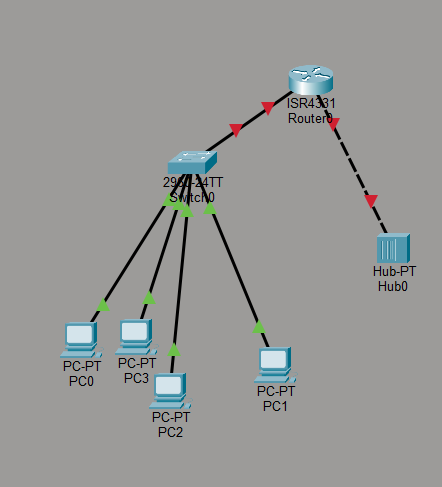 ISR4331
Router0
2960-24TT
Switch0
Hub-PT
Hub0
PC-PT
PC0
PC-PT
PC3
PC-PT
PC2
PC-PT
PC1